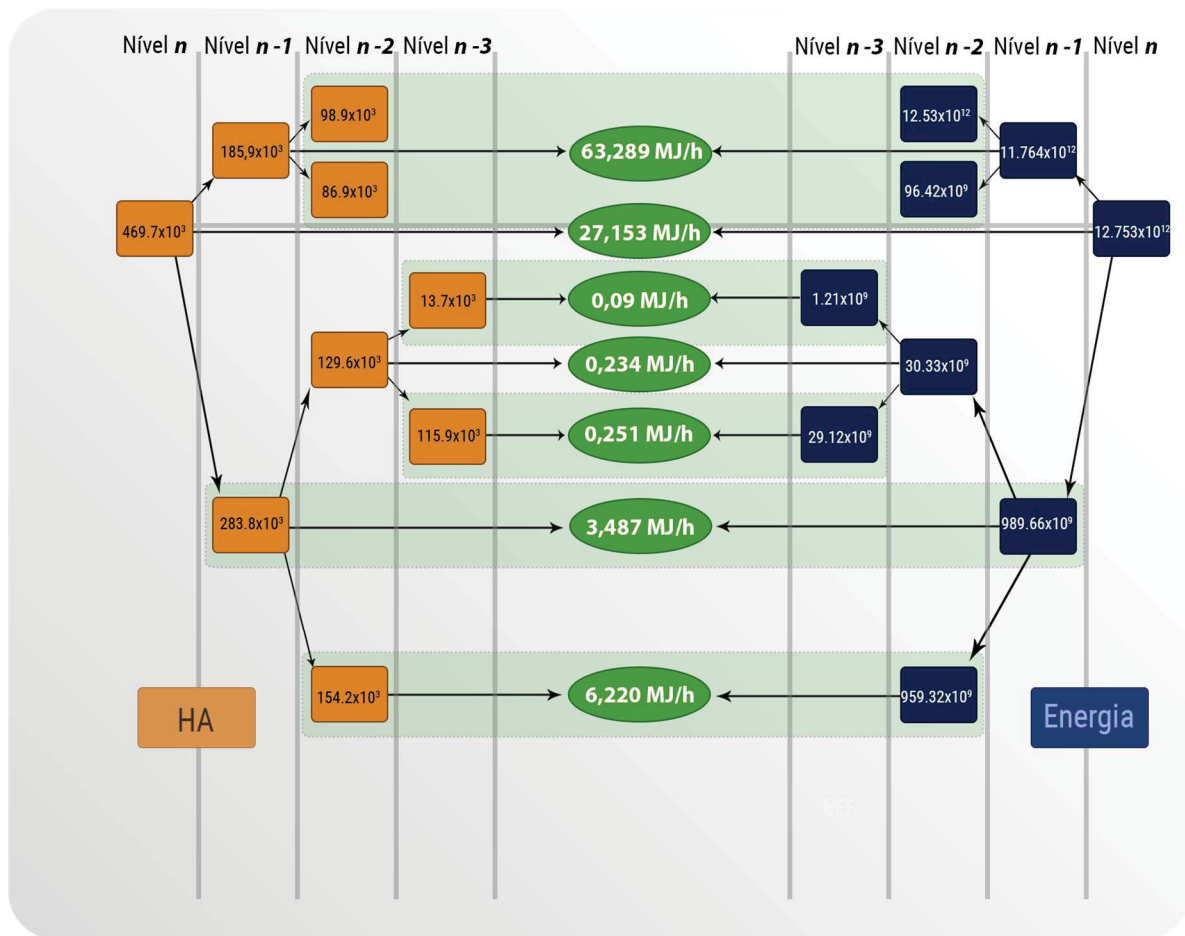 Nível n Nível n -1 Nível n -2 Nível n -3 Nível n -3 Nível n -2 Nível n -1 Nível n
98.9x10³ 12.53x10¹²
185,9x10³ 63,289 MJ/h 11.764x10¹²
86.9x10³ 96.42x10⁹
469.7x10³ 27,153 MJ/h 12.753x10¹²
13.7x10³ 0,09 MJ/h 1.21x10⁹
129.6x10³ 0,234 MJ/h 30.33x10⁹
115.9x10³ 0,251 MJ/h 29.12x10⁹
283.8x10³ 3,487 MJ/h 989.66x10⁹
154.2x10³ 6,220 MJ/h 959.32x10⁹
HA Energia
EFF